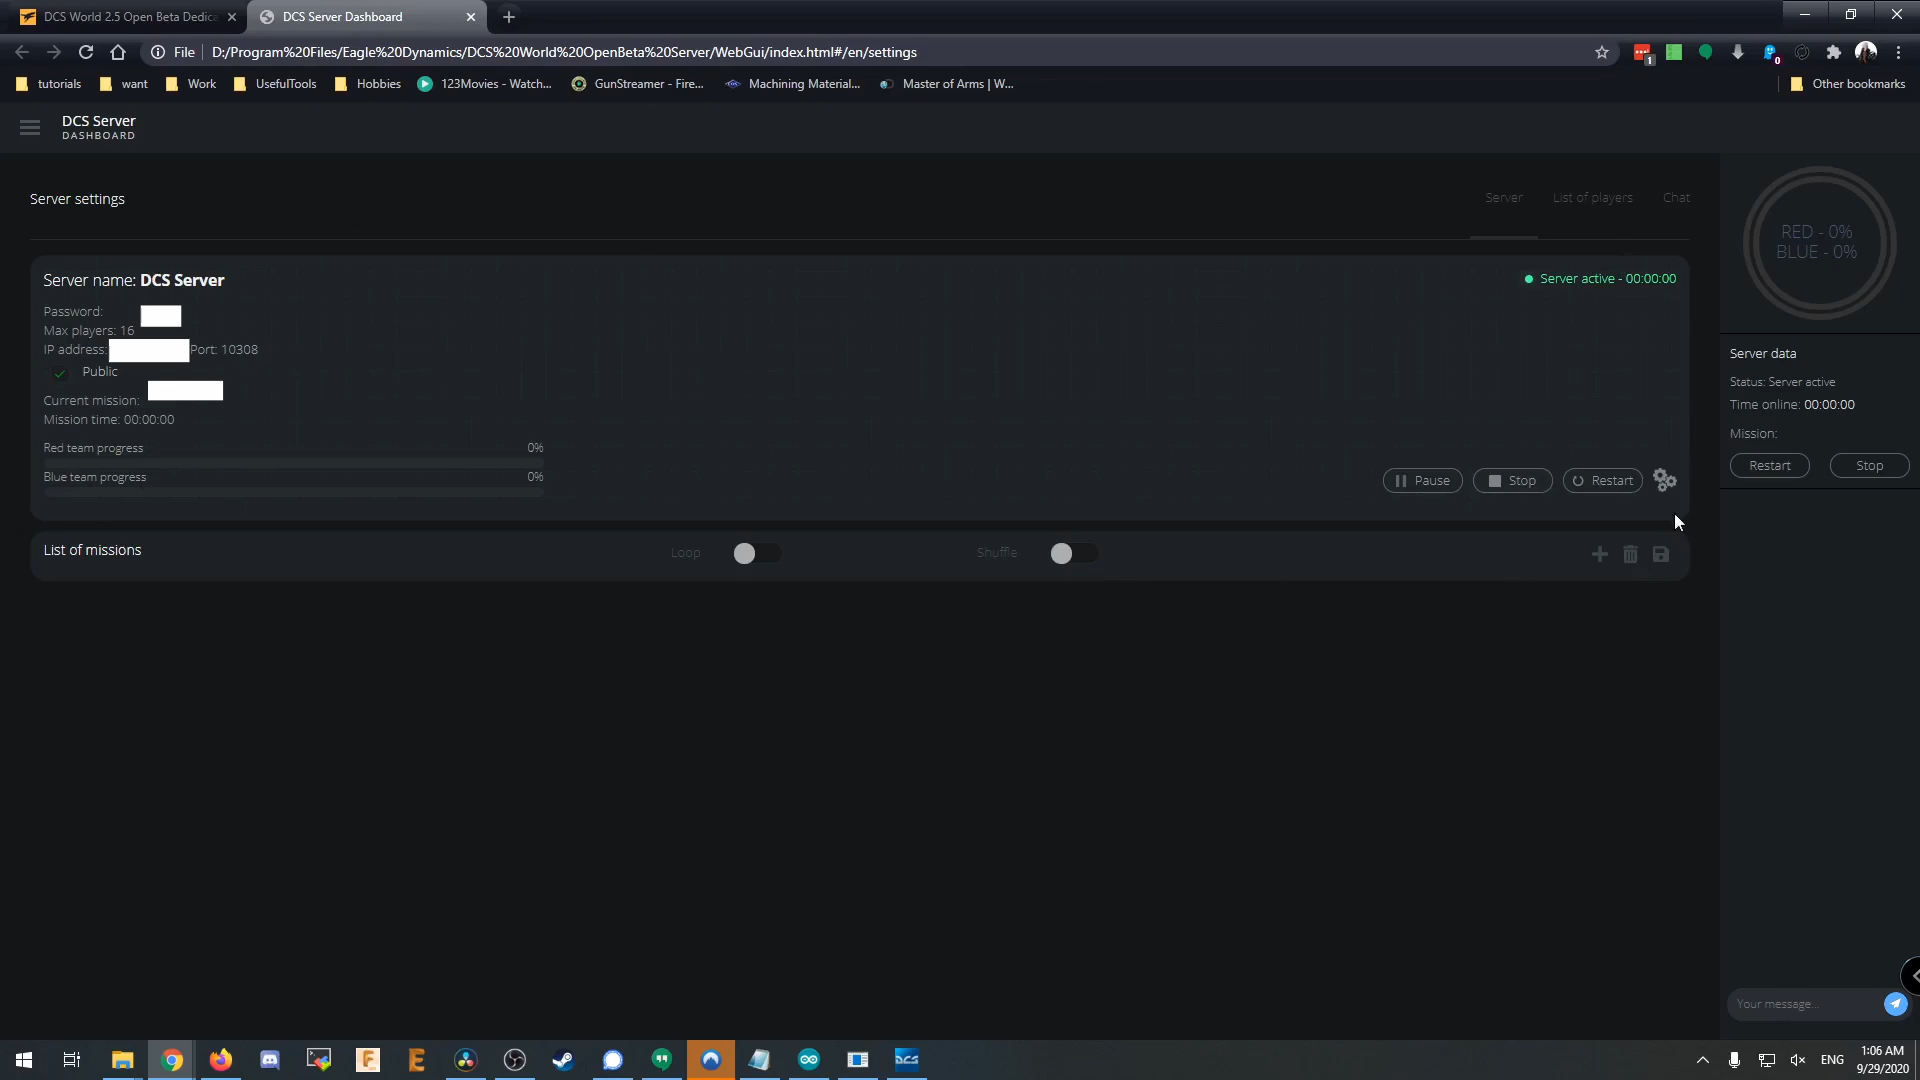 DCS World 2.5 Open Beta Dedica
DCS Server Dashboard
File
D:/Program%20Files/Eagle%20Dynamics/DCS%20World%20OpenBeta%20Server/WebGui/index.html#/en/settings
1
0
tutorials
want
Work
UsefulTools
Hobbies
123Movies - Watch...
GunStreamer - Fire...
Machining Material...
Master of Arms | W...
Other bookmarks
DCS Server
DASHBOARD
Server settings
Server
List of players
Chat
RED - 0%
BLUE - 0%
Server name: DCS Server
Server active - 00:00:00
Password:
Max players: 16
IP address: Port: 10308
Public
Current mission:
Mission time: 00:00:00
Red team progress 0%
Blue team progress 0%
Pause
Stop
Restart
Server data
Status: Server active
Time online: 00:00:00
Mission:
Restart
Stop
List of missions
Loop
Shuffle
Your message...
DCS
ENG
1:06 AM
9/29/2020